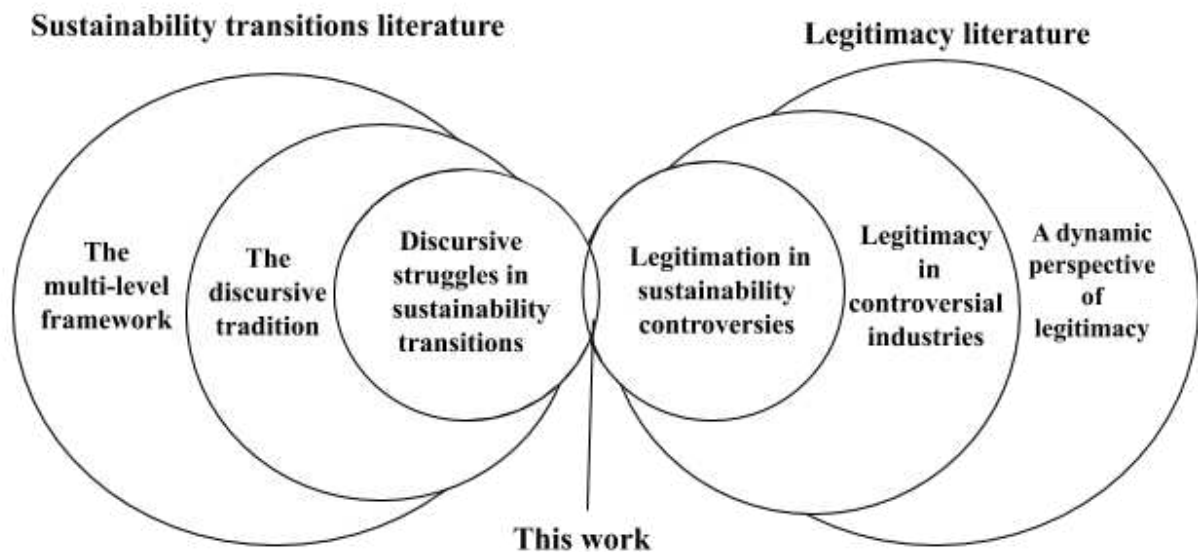 Sustainability transitions literature
Legitimacy literature
The
multi-level
framework
The
discursive
tradition
Discursive
struggles in
sustainability
transitions
Legitimation in
sustainability
controversies
Legitimacy
in
controversial
industries
A dynamic
perspective
of
legitimacy
This work